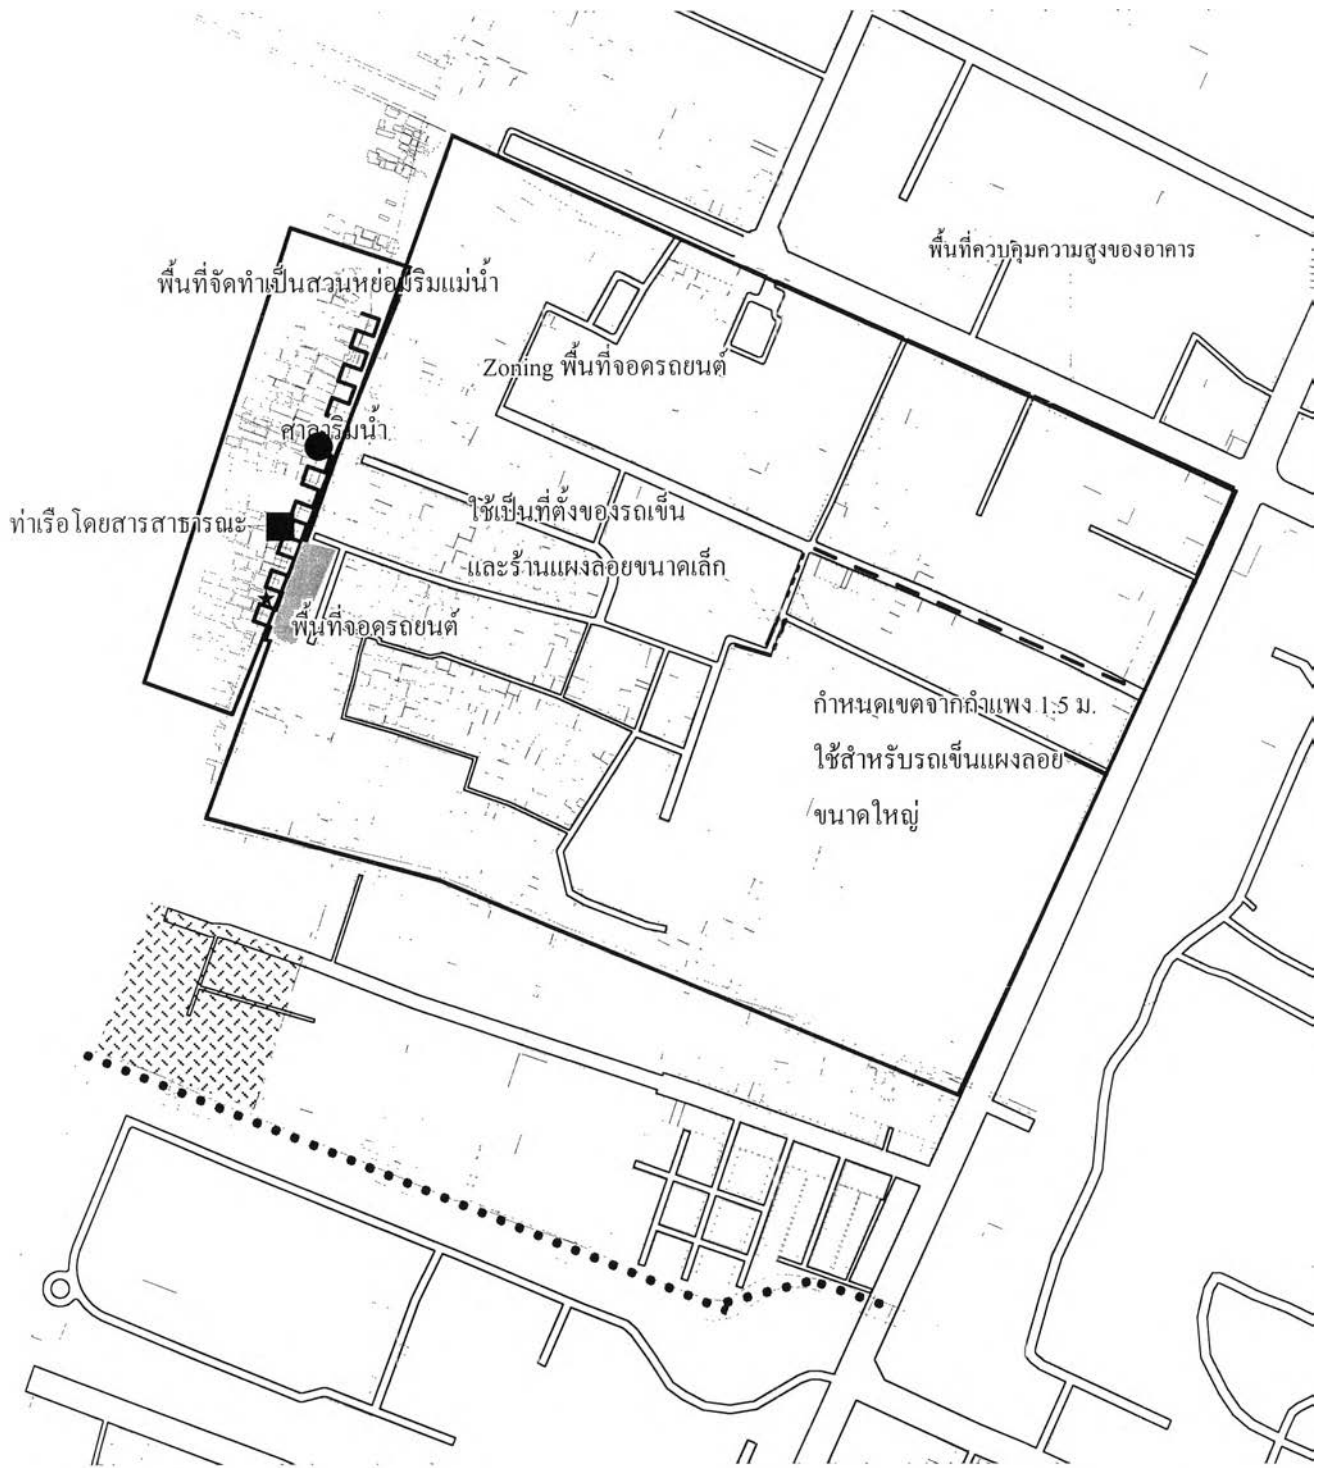 พื้นที่ควบคุมความสูงของอาคาร
พื้นที่จัดทำเป็นสวนหย่อมริมแม่น้ำ
Zoning พื้นที่จอดรถยนต์
ศาลาริมน้ำ
ท่าเรือโดยสารสาธารณะ
ใช้เป็นที่ตั้งของรถเข็น
และร้านแผงลอยขนาดเล็ก
พื้นที่จอดรถยนต์
กำหนดเขตจากกำแพง 1.5 ม.
ใช้สำหรับรถเข็นแผงลอย
ขนาดใหญ่